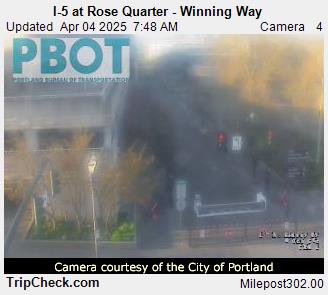 I-5 at Rose Quarter - Winning Way
Updated Apr 04 2025 7:48 AM Camera 4
PBOT
PORTLAND BUREAU OF TRANSPORTATION
Camera courtesy of the City of Portland
TripCheck.com Milepost302.00